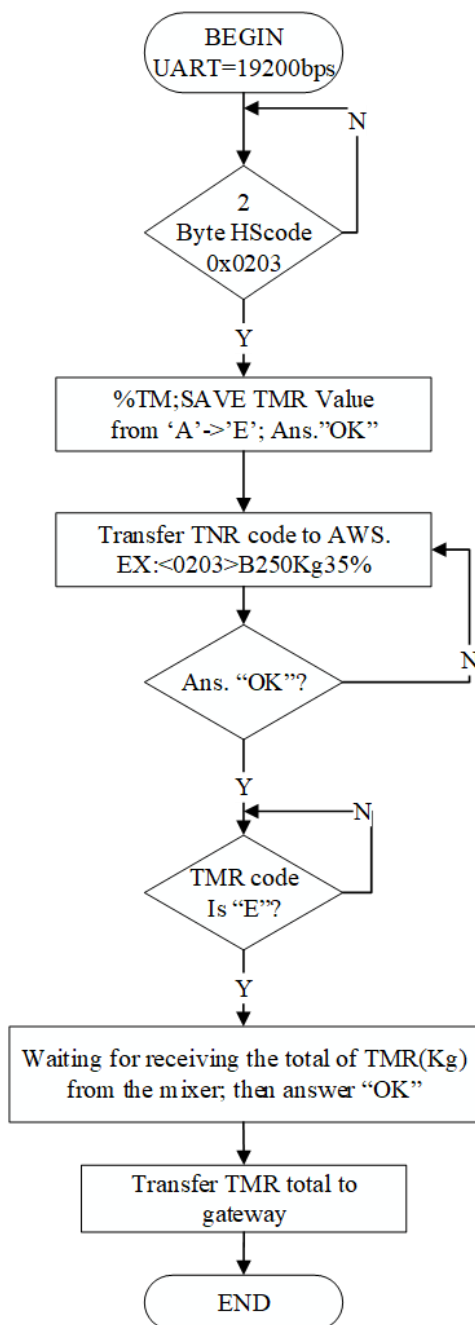 BEGIN
UART=19200bps
N
2
Byte HScode
0x0203
Y
%TM;SAVE TMR Value
from ‘A’->’E’; Ans.”OK”
Transfer TNR code to AWS.
EX:<0203>B250Kg35%
N
Ans. “OK”?
Y
N
TMR code
Is “E”?
Y
Waiting for receiving the total of TMR(Kg)
from the mixer; then answer “OK”
Transfer TMR total to
gateway
END